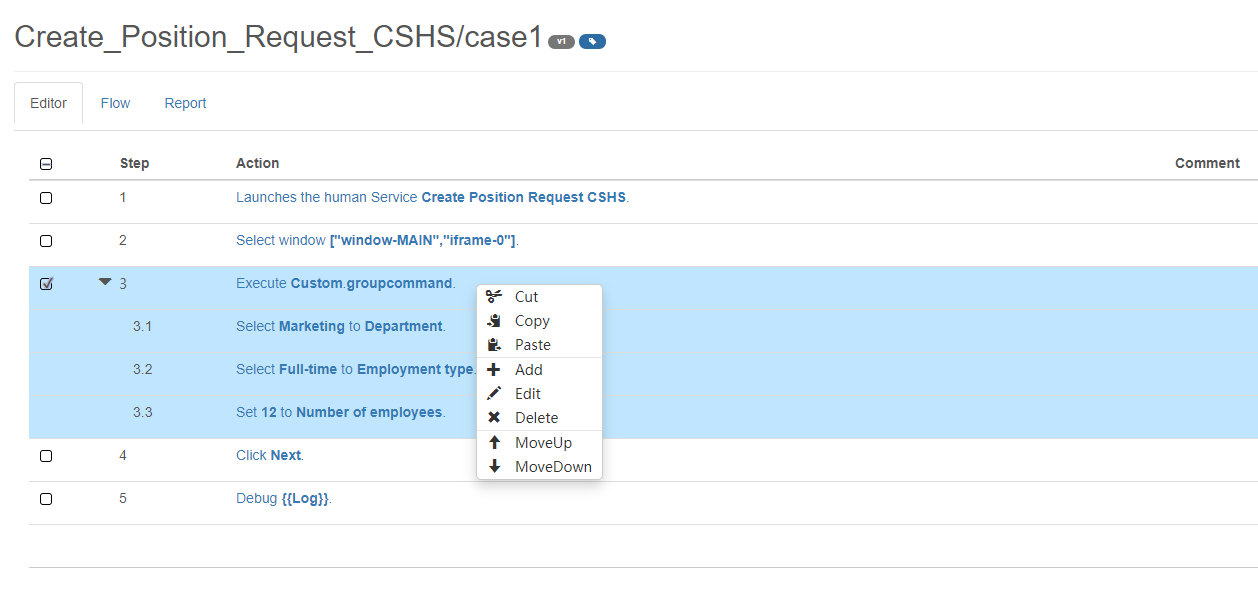 Create_Position_Request_CSHS/case1 v1
Editor Flow Report
Step Action Comment
1 Launches the human Service Create Position Request CSHS.
2 Select window ["window-MAIN","iframe-0"].
3 Execute Custom.groupcommand.
3.1 Select Marketing to Department.
3.2 Select Full-time to Employment type.
3.3 Set 12 to Number of employees.
4 Click Next.
5 Debug {{Log}}.
Cut
Copy
Paste
Add
Edit
Delete
MoveUp
MoveDown